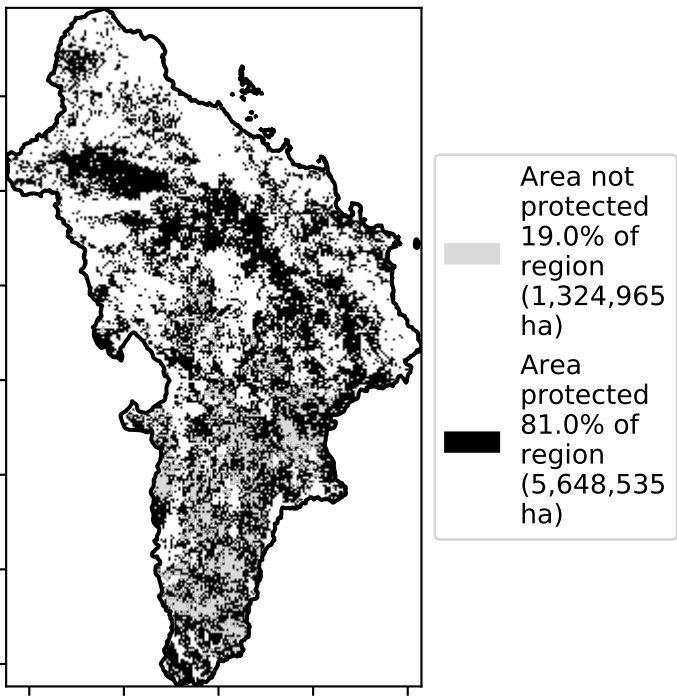 Area not
protected
19.0% of
region
(1,324,965
ha)
Area
protected
81.0% of
region
(5,648,535
ha)